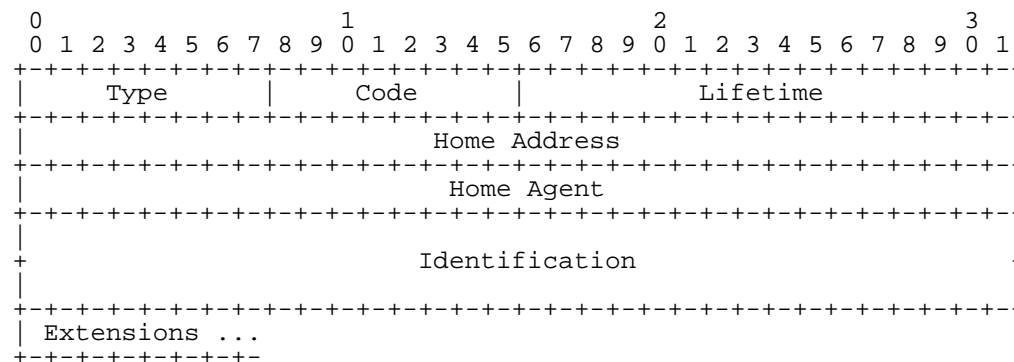 0                   1                   2                   3
 0 1 2 3 4 5 6 7 8 9 0 1 2 3 4 5 6 7 8 9 0 1 2 3 4 5 6 7 8 9 0 1
+-+-+-+-+-+-+-+-+-+-+-+-+-+-+-+-+-+-+-+-+-+-+-+-+-+-+-+-+-+-+-+-
|     Type      |     Code      |           Lifetime
+-+-+-+-+-+-+-+-+-+-+-+-+-+-+-+-+-+-+-+-+-+-+-+-+-+-+-+-+-+-+-+-
|                          Home Address
+-+-+-+-+-+-+-+-+-+-+-+-+-+-+-+-+-+-+-+-+-+-+-+-+-+-+-+-+-+-+-+-
|                           Home Agent
+-+-+-+-+-+-+-+-+-+-+-+-+-+-+-+-+-+-+-+-+-+-+-+-+-+-+-+-+-+-+-+-
|
+                         Identification                        -
|
+-+-+-+-+-+-+-+-+-+-+-+-+-+-+-+-+-+-+-+-+-+-+-+-+-+-+-+-+-+-+-+-
| Extensions ...
+-+-+-+-+-+-+-+-